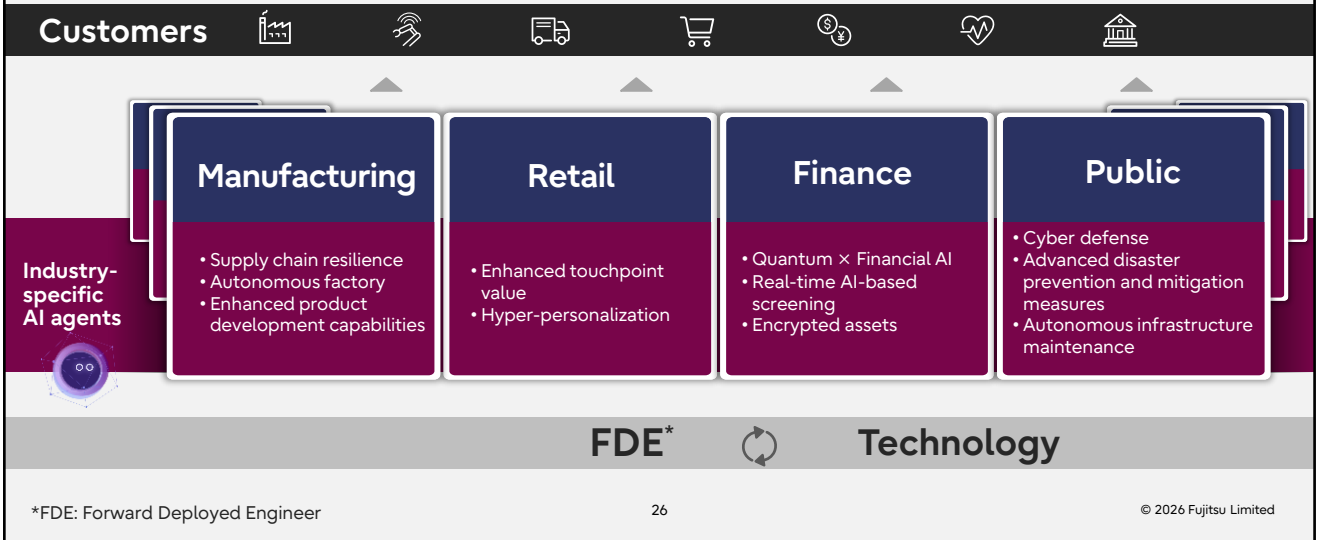 Customers
Manufacturing
Retail
Finance
Public
Industry-
specific
AI agents
• Supply chain resilience
• Autonomous factory
• Enhanced product
development capabilities
• Enhanced touchpoint
value
• Hyper-personalization
• Quantum × Financial AI
• Real-time AI-based
screening
• Encrypted assets
• Cyber defense
• Advanced disaster
prevention and mitigation
measures
• Autonomous infrastructure
maintenance
FDE*
Technology
*FDE: Forward Deployed Engineer
26
© 2026 Fujitsu Limited